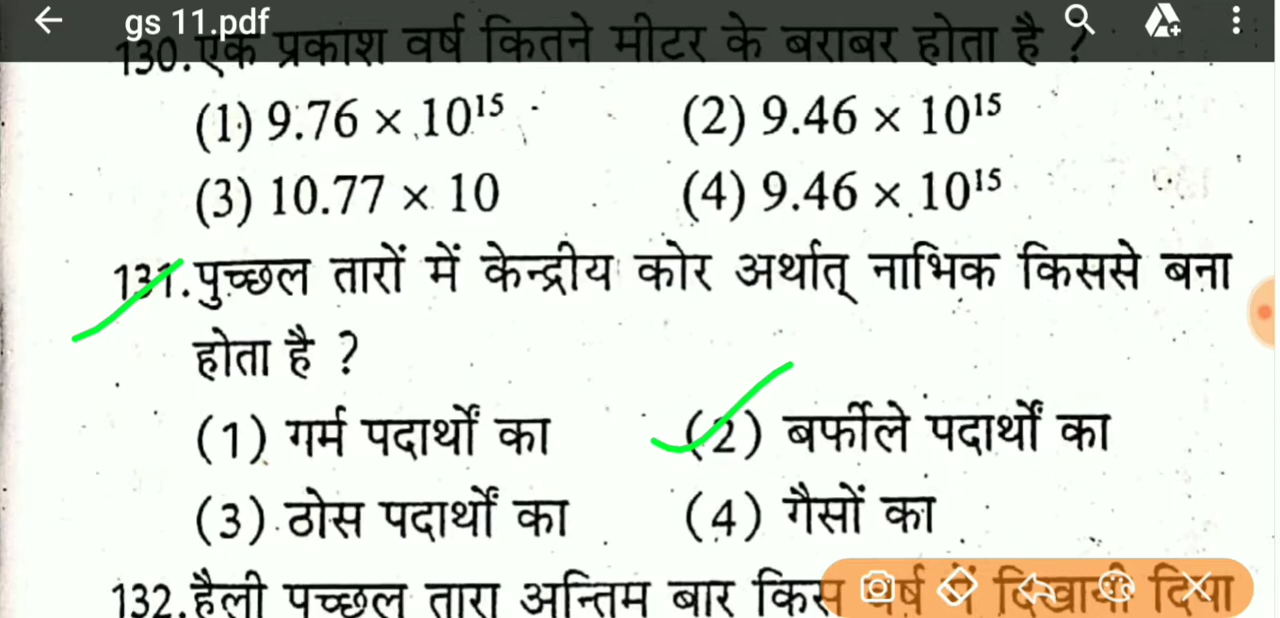 gs 11.pdf
130.एक प्रकाश वर्ष कितने मीटर के बराबर होता है ?
(1) 9.76 × 10¹⁵ (2) 9.46 × 10¹⁵
(3) 10.77 × 10 (4) 9.46 × 10¹⁵
131.पुच्छल तारों में केन्द्रीय कोर अर्थात् नाभिक किससे बना
होता है ?
(1) गर्म पदार्थों का (2) बर्फीले पदार्थों का
(3) ठोस पदार्थों का (4) गैसों का
132.हैली पुच्छल तारा अन्तिम बार किस वर्ष में दिखायी दिया